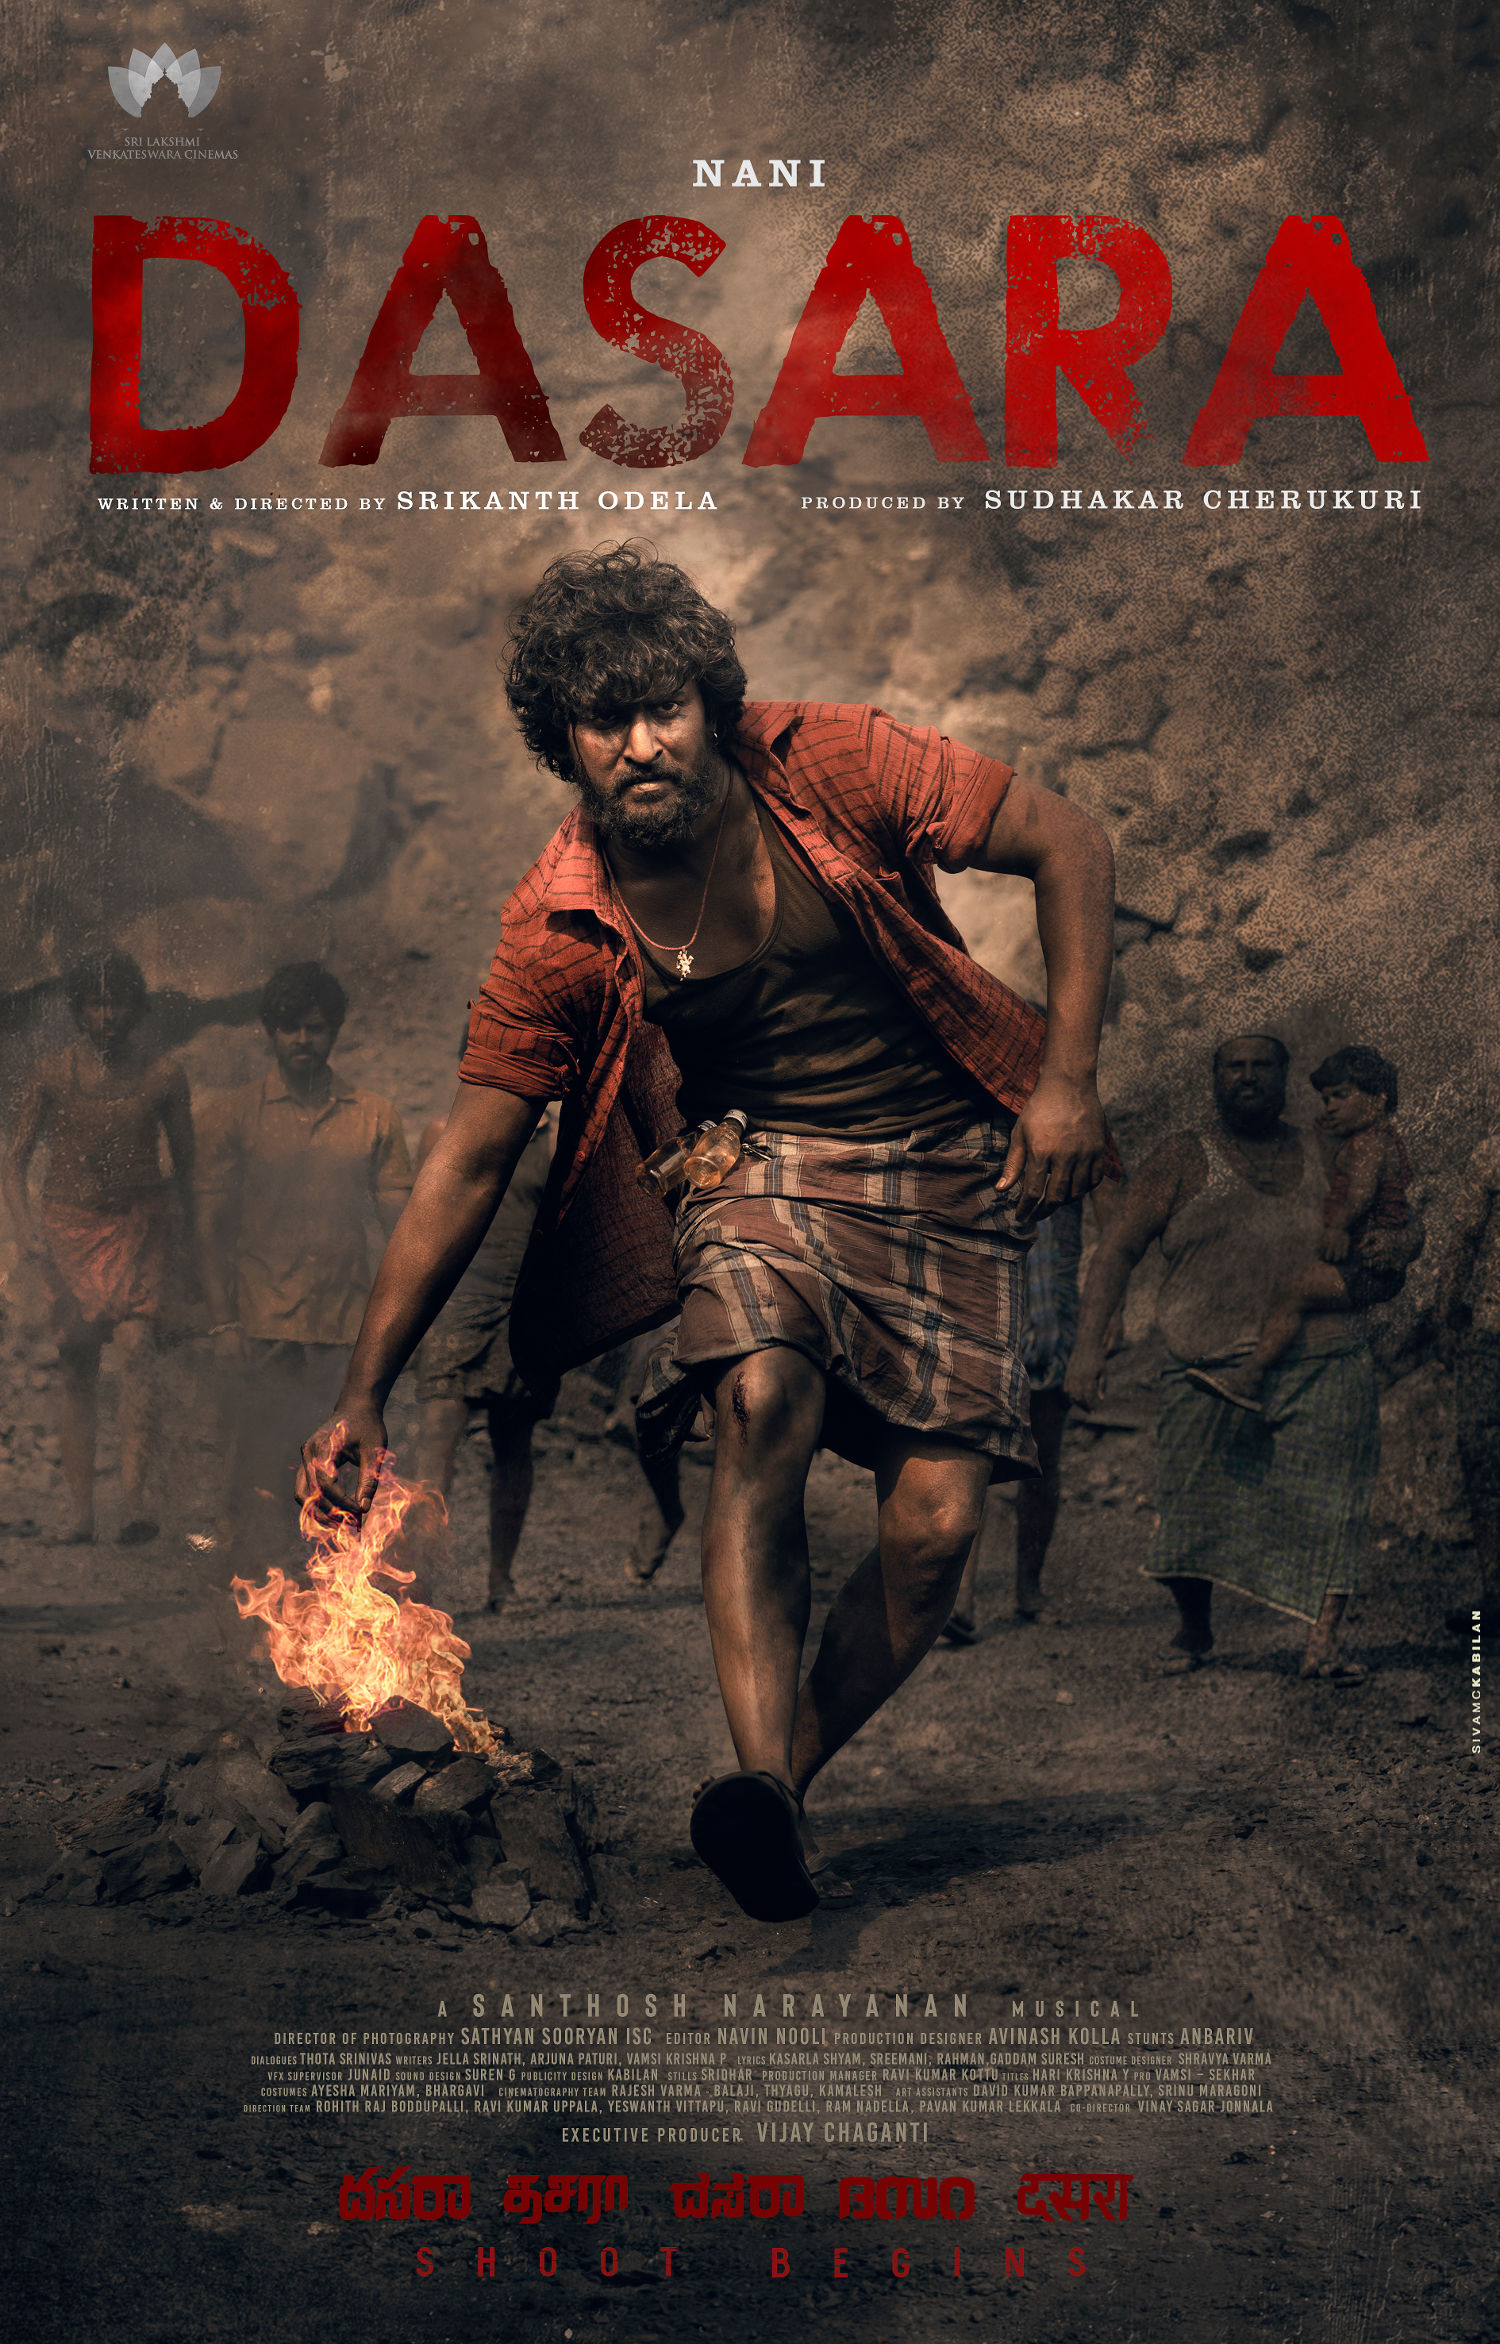 SRI LAKSHMI
VENKATESWARA CINEMAS
NANI
DASARA
WRITTEN & DIRECTED BY SRIKANTH ODELA PRODUCED BY SUDHAKAR CHERUKURI
SIVAMCKABILAN
A SANTHOSH NARAYANAN MUSICAL
DIRECTOR OF PHOTOGRAPHY SATHYAN SOORYAN ISC EDITOR NAVIN NOOLI PRODUCTION DESIGNER AVINASH KOLLA STUNTS ANBARIV
DIALOGUES THOTA SRINIVAS WRITERS JELLA SRINATH, ARJUNA PATURI, VAMSI KRISHNA P LYRICS KASARLA SHYAM, SREEMANI, RAHMAN,GADDAM SURESH COSTUME DESIGNER SHRAVYA VARMA
VFX SUPERVISOR JUNAID SOUND DESIGN SUREN G PUBLICITY DESIGN KABILAN STILLS SRIDHAR PRODUCTION MANAGER RAVI KUMAR KOTTU TITLES HARI KRISHNA Y PRO VAMSI - SEKHAR
COSTUMES AYESHA MARIYAM, BHARGAVI CINEMATOGRAPHY TEAM RAJESH VARMA - BALAJI, THYAGU, KAMALESH ART ASSISTANTS DAVID KUMAR BAPPANAPALLY, SRINU MARAGONI
DIRECTION TEAM ROHITH RAJ BODDUPALLI, RAVI KUMAR UPPALA, YESWANTH VITTAPU, RAVI GUDELLI, RAM NADELLA, PAVAN KUMAR LEKKALA CO-DIRECTOR VINAY SAGAR JONNALA
EXECUTIVE PRODUCER VIJAY CHAGANTI
దసరా தசரா ದಸರಾ ദസറ दसरा
SHOOT BEGINS